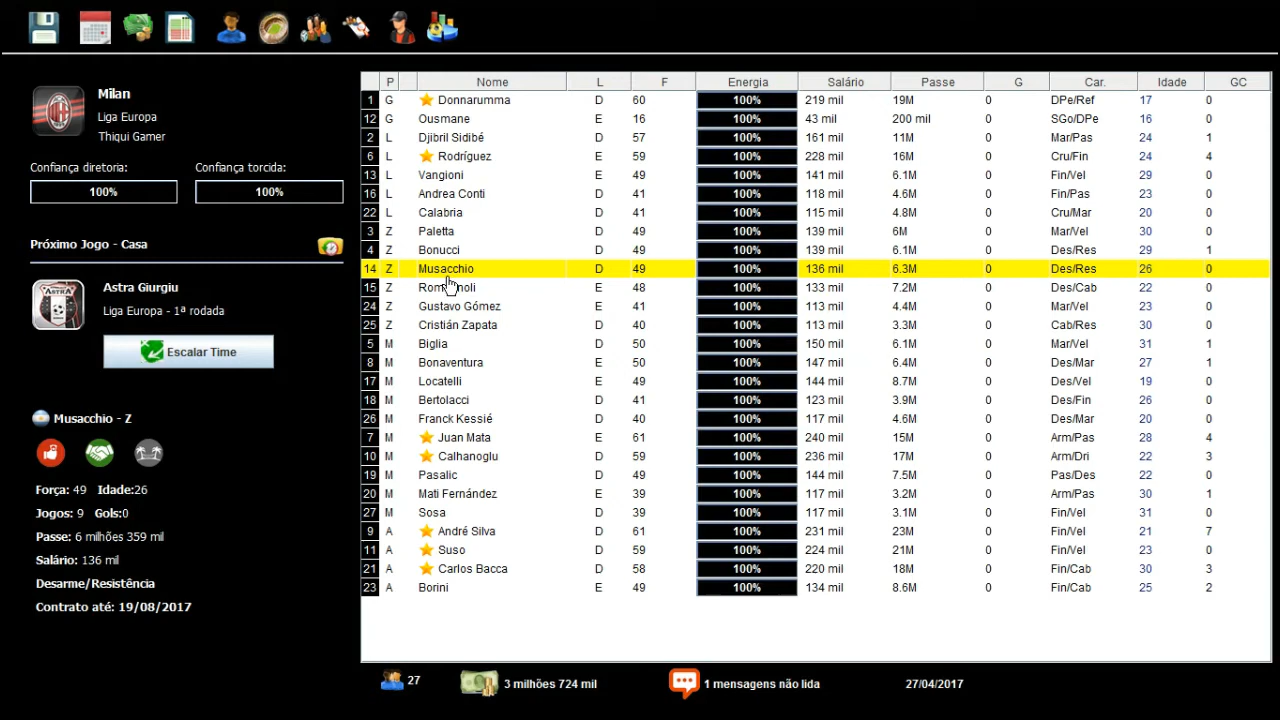 Milan
Liga Europa
Thiqui Gamer
Confiança diretoria: Confiança torcida:
100% 100%
Próximo Jogo - Casa
ASTRA
Astra Giurgiu
Liga Europa - 1ª rodada
Escalar Time
Musacchio - Z
Força: 49 Idade:26
Jogos: 9 Gols:0
Passe: 6 milhões 359 mil
Salário: 136 mil
Desarme/Resistência
Contrato até: 19/08/2017
P Nome L F Energia Salário Passe G Car. Idade GC
1 G Donnarumma D 60 100% 219 mil 19M 0 DPe/Ref 17 0
12 G Ousmane E 16 100% 43 mil 200 mil 0 SGo/DPe 16 0
2 L Djibril Sidibé D 57 100% 161 mil 11M 0 Mar/Pas 24 1
6 L Rodríguez E 59 100% 228 mil 16M 0 Cru/Fin 24 4
13 L Vangioni E 49 100% 141 mil 6.1M 0 Fin/Vel 29 0
16 L Andrea Conti D 41 100% 118 mil 4.6M 0 Fin/Pas 23 0
22 L Calabria D 41 100% 115 mil 4.8M 0 Cru/Mar 20 0
3 Z Paletta D 49 100% 139 mil 6M 0 Mar/Vel 30 0
4 Z Bonucci D 49 100% 139 mil 6.1M 0 Des/Res 29 1
14 Z Musacchio D 49 100% 136 mil 6.3M 0 Des/Res 26 0
15 Z E 48 100% 133 mil 7.2M 0 Des/Cab 22 0
24 Z Gustavo Gómez E 41 100% 113 mil 4.4M 0 Mar/Vel 23 0
25 Z Cristián Zapata D 40 100% 113 mil 3.3M 0 Cab/Res 30 0
5 M Biglia D 50 100% 150 mil 6.1M 0 Mar/Vel 31 1
8 M Bonaventura E 50 100% 147 mil 6.4M 0 Des/Mar 27 1
17 M Locatelli E 49 100% 144 mil 8.7M 0 Des/Vel 19 0
18 M Bertolacci D 41 100% 123 mil 3.9M 0 Des/Fin 26 0
26 M Franck Kessié D 40 100% 117 mil 4.6M 0 Des/Mar 20 0
7 M Juan Mata E 61 100% 240 mil 15M 0 Arm/Pas 28 4
10 M Calhanoglu D 59 100% 236 mil 17M 0 Arm/Dri 22 3
19 M Pasalic D 49 100% 144 mil 7.5M 0 Pas/Des 22 0
20 M Mati Fernández E 39 100% 117 mil 3.2M 0 Arm/Pas 30 1
27 M Sosa D 39 100% 117 mil 3.1M 0 Fin/Vel 31 0
9 A André Silva D 61 100% 231 mil 23M 0 Fin/Vel 21 7
11 A Suso D 59 100% 224 mil 21M 0 Fin/Vel 23 0
21 A Carlos Bacca D 58 100% 220 mil 18M 0 Fin/Cab 30 3
23 A Borini E 49 100% 134 mil 8.6M 0 Fin/Cab 25 2
27 3 milhões 724 mil 1 mensagens não lida 27/04/2017